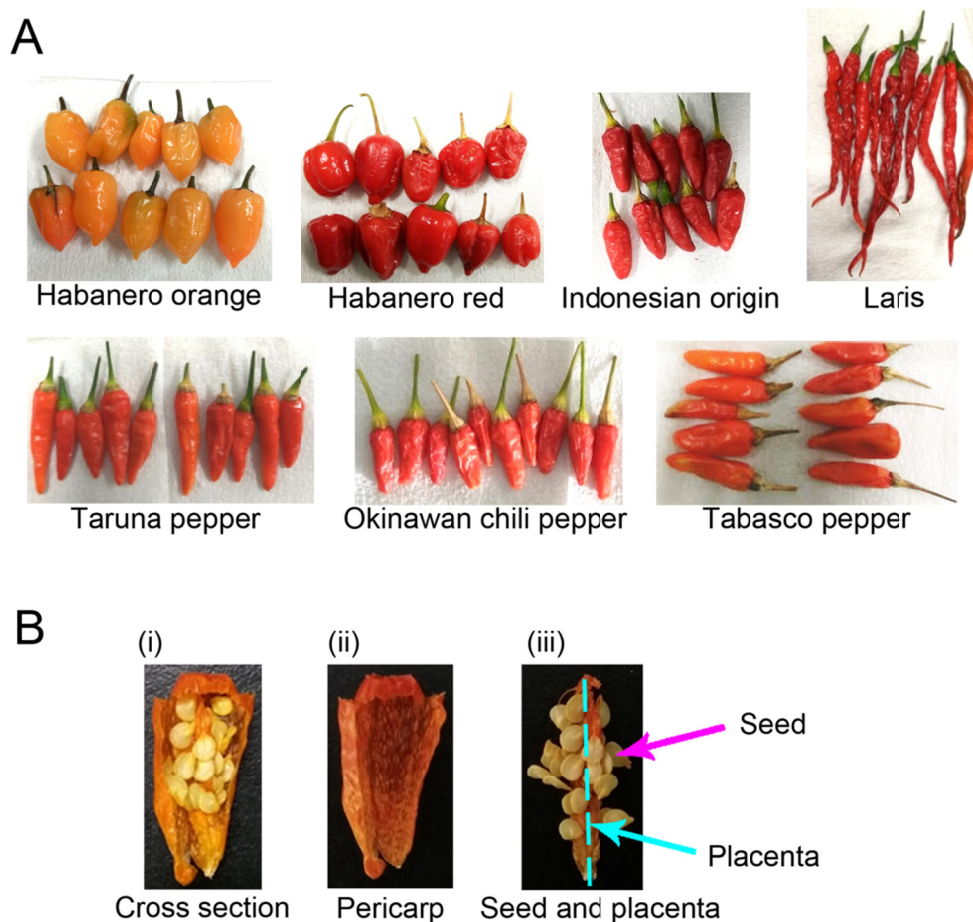 A
Habanero orange
Habanero red
Indonesian origin
Laris
Taruna pepper
Okinawan chili pepper
Tabasco pepper
B
(i)
(ii)
(iii)
Seed
Placenta
Cross section
Pericarp
Seed and placenta